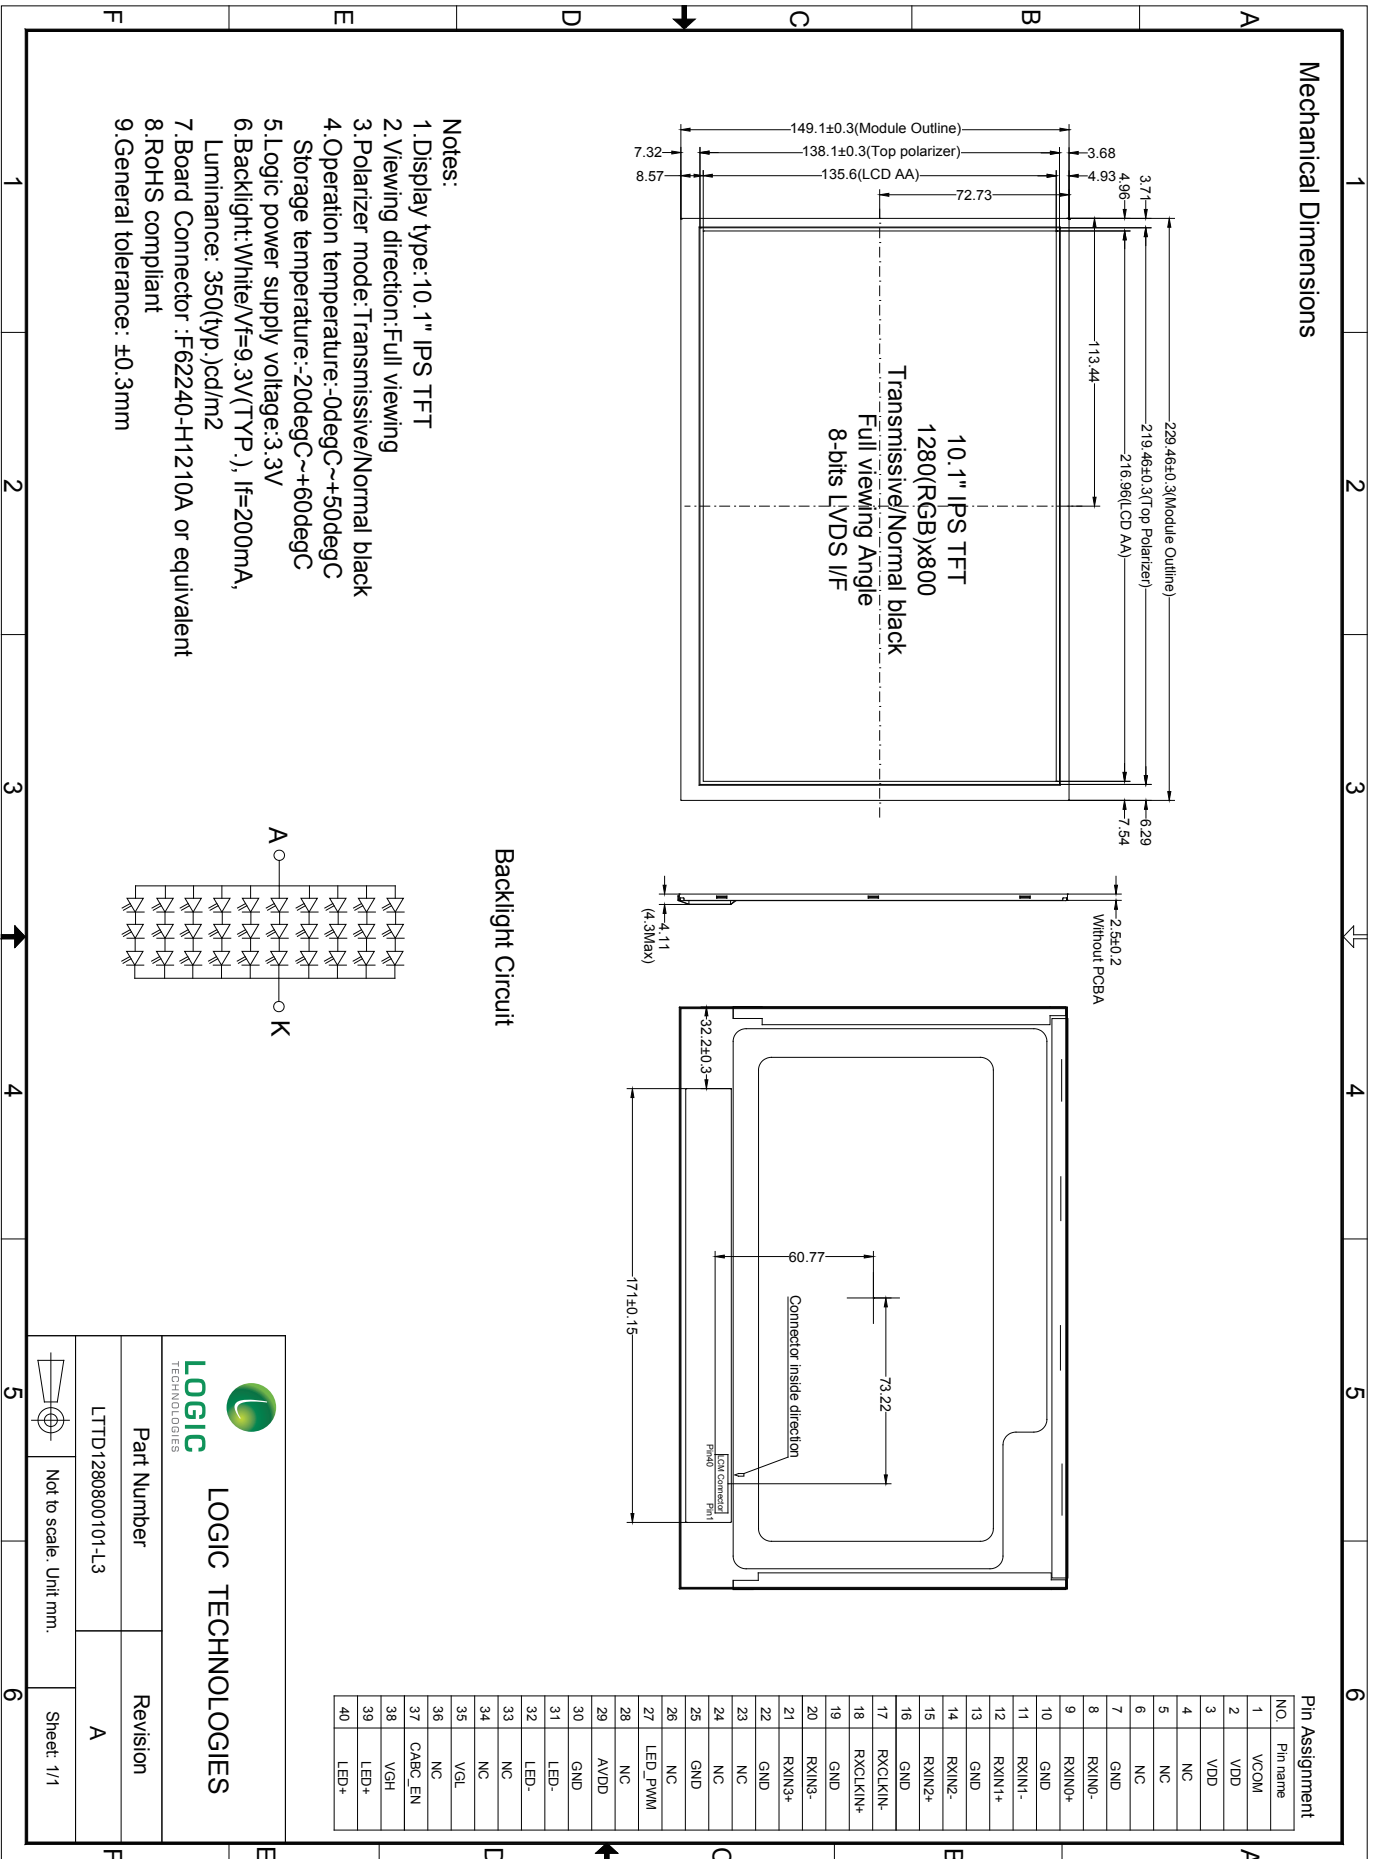 Mechanical Dimensions
1 2 3 4 5 6
A B C D E F
229.46±0.3(Module Outline)
219.46±0.3(Top Polarizer)
216.96(LCD AA)
3.71
4.96
6.29
7.54
113.44
149.1±0.3(Module Outline)
138.1±0.3(Top polarizer)
135.6(LCD AA)
72.73
3.68
4.93
7.32
8.57
10.1" IPS TFT
1280(RGB)x800
Transmissive/Normal black
Full viewing Angle
8-bits LVDS I/F
2.5±0.2
Without PCBA
4.11
(4.3Max)
32.2±0.3
171±0.15
60.77
73.22
Connector inside direction
LCM Connector
Pin40
Pin1
Pin Assignment
NO. Pin name
1 VCOM
2 VDD
3 VDD
4 NC
5 NC
6 NC
7 GND
8 RXIN0-
9 RXIN0+
10 GND
11 RXIN1-
12 RXIN1+
13 GND
14 RXIN2-
15 RXIN2+
16 GND
17 RXCLKIN-
18 RXCLKIN+
19 GND
20 RXIN3-
21 RXIN3+
22 GND
23 NC
24 NC
25 GND
26 NC
27 LED_PWM
28 NC
29 AVDD
30 GND
31 LED-
32 LED-
33 NC
34 NC
35 VGL
36 NC
37 CABC_EN
38 VGH
39 LED+
40 LED+
Notes:
1.Display type:10.1" IPS TFT
2.Viewing direction:Full viewing
3.Polarizer mode:Transmissive/Normal black
4.Operation temperature:-0degC~+50degC
Storage temperature:-20degC~+60degC
5.Logic power supply voltage:3.3V
6.Backlight:White/Vf=9.3V(TYP.), If=200mA,
Luminance: 350(typ.)cd/m2
7.Board Connector :F62240-H1210A or equivalent
8.RoHS compliant
9.General tolerance: ±0.3mm
Backlight Circuit
A
K
LOGIC
TECHNOLOGIES
LOGIC TECHNOLOGIES
Part Number
Revision
LTTD1280800101-L3
A
Not to scale. Unit mm.
Sheet: 1/1
1 2 3 4 5 6
A B C D E F